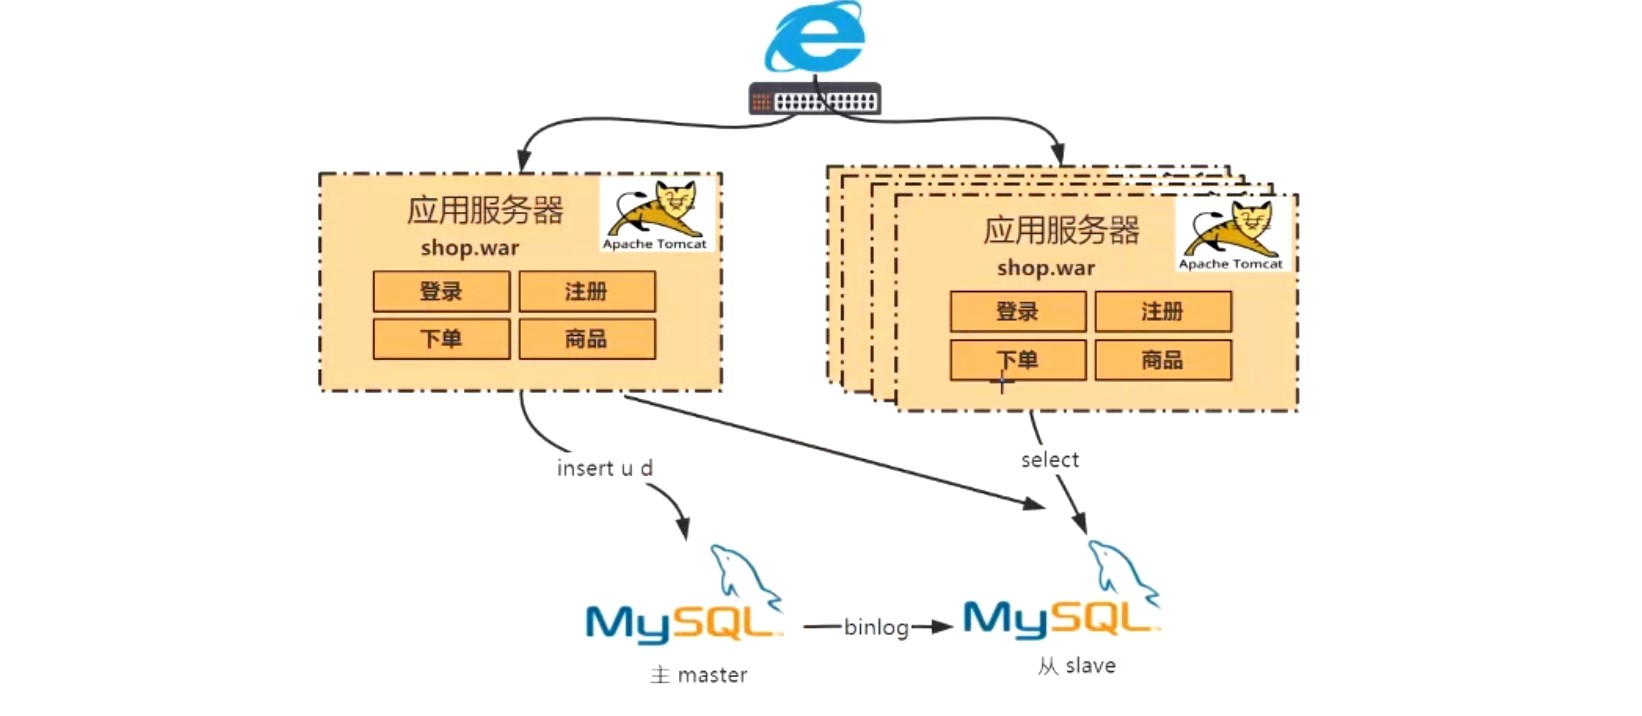 应用服务器
shop.war
Apache Tomcat
登录
注册
下单
商品
应用服务器
shop.war
Apache Tomcat
登录
注册
下单
商品
insert u d
select
MySQL
binlog
MySQL
主 master
从 slave